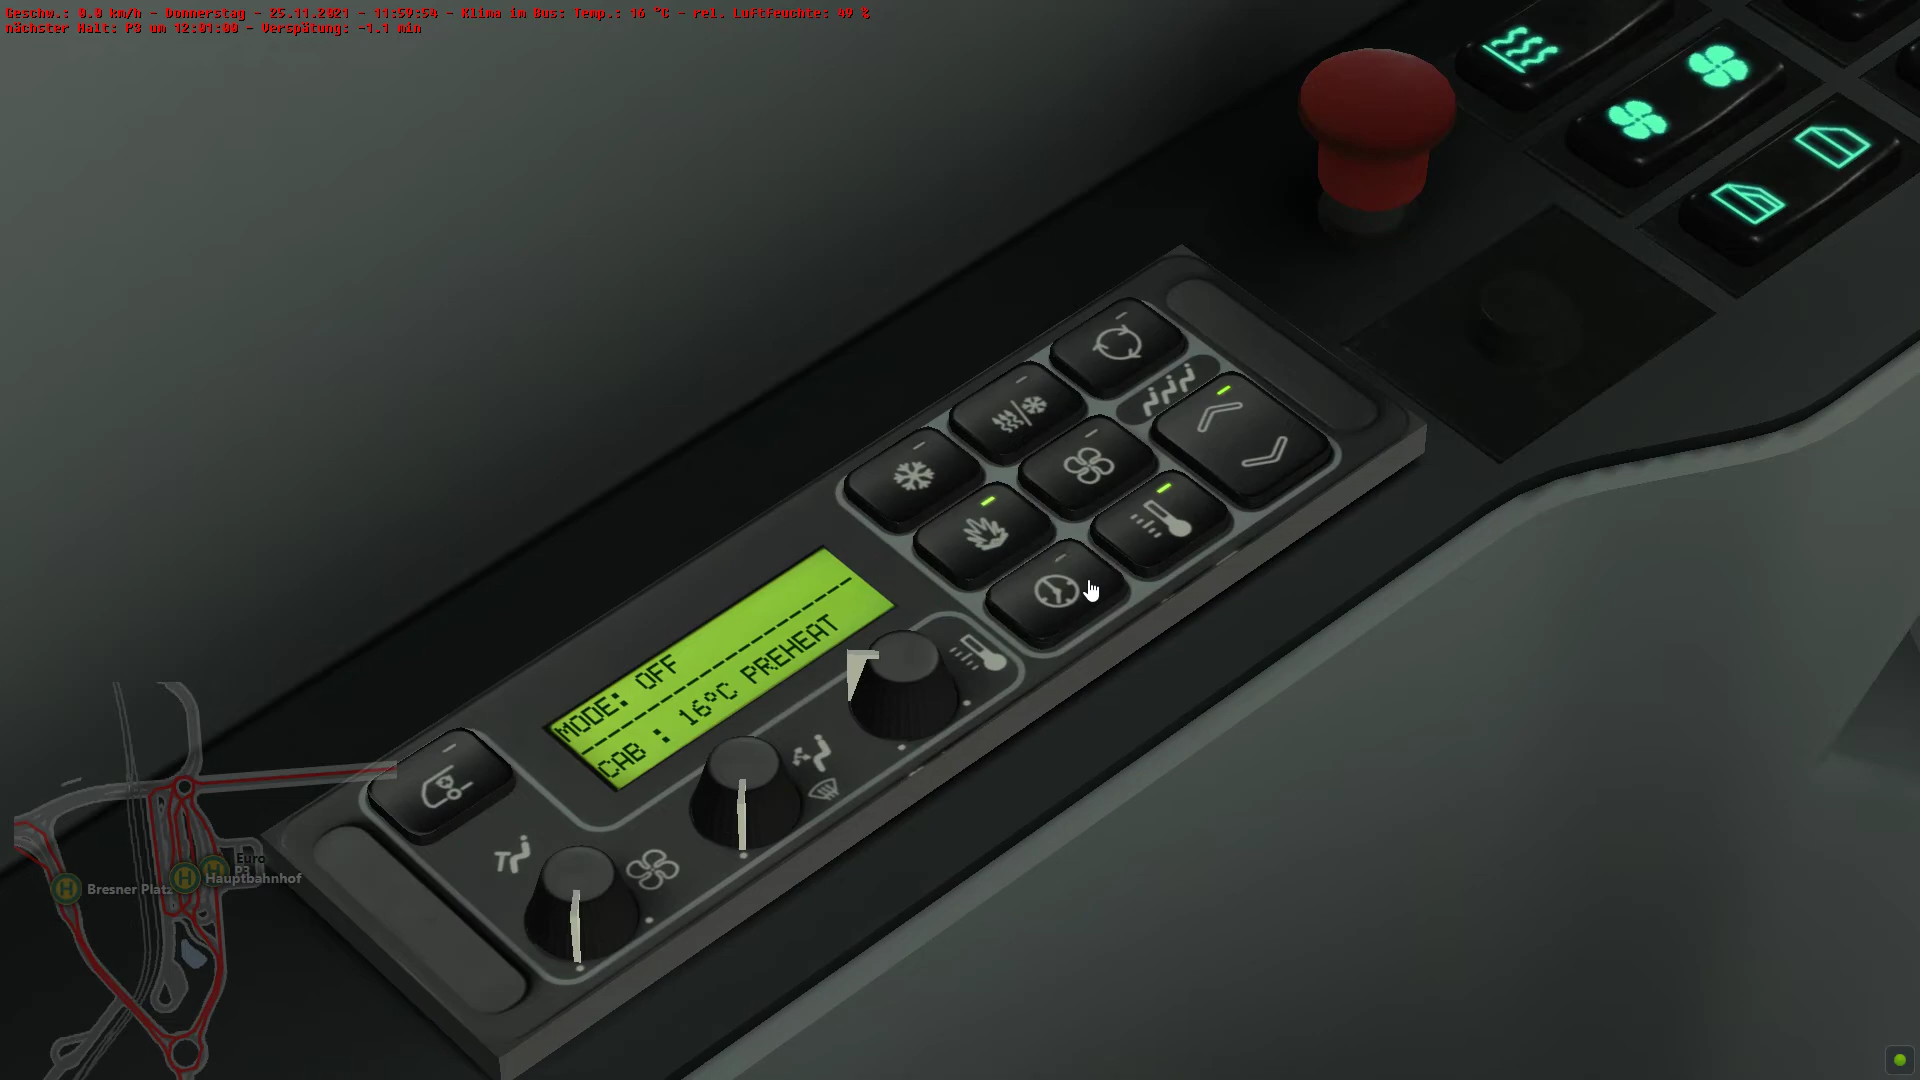 Geschw.: 0.0 km/h - Donnerstag - 25.11.2021 - 11:59:54 - Klima im Bus: Temp.: 16 °C - rel. Luftfeuchte: 49 %
nächster Halt: P3 um 12:01:00 - Verspätung: -1.1 min
MODE: OFF
CAB : 16°C PREHEAT
Euro
P3
Bresner Platz
Hauptbahnhof
H
H
H